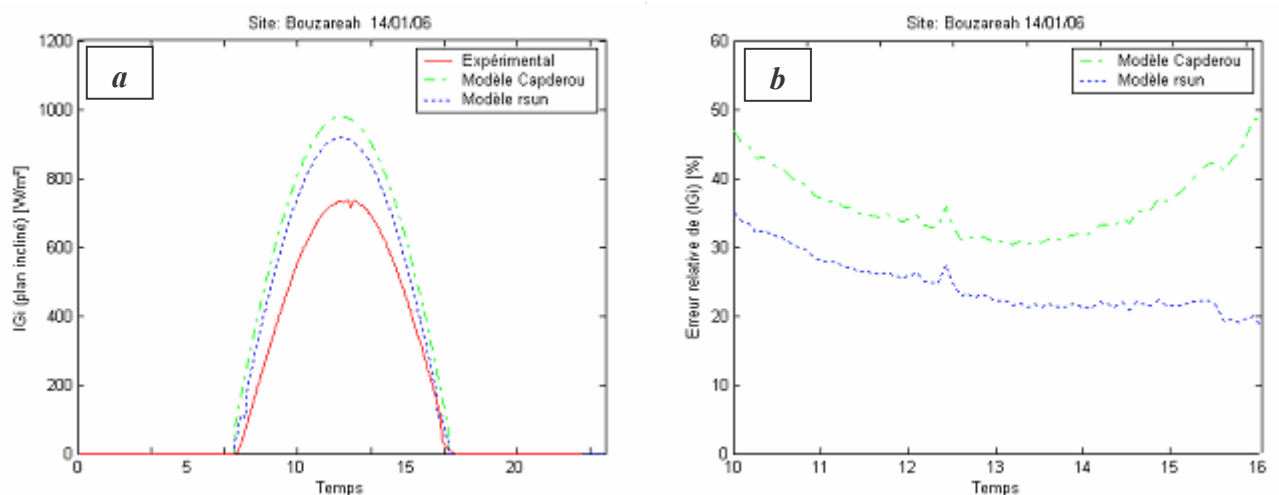 Site: Bouzareah 14/01/06
a
Expérimental
Modèle Capderou
Modèle rsun
IGi (plan incliné) [W/m²]
1200
1000
800
600
400
200
0
0 5 10 15 20
Temps
Site: Bouzareah 14/01/06
b
Modèle Capderou
Modèle rsun
Erreur relative de (IGi) [%]
60
50
40
30
20
10
0
10 11 12 13 14 15 16
Temps